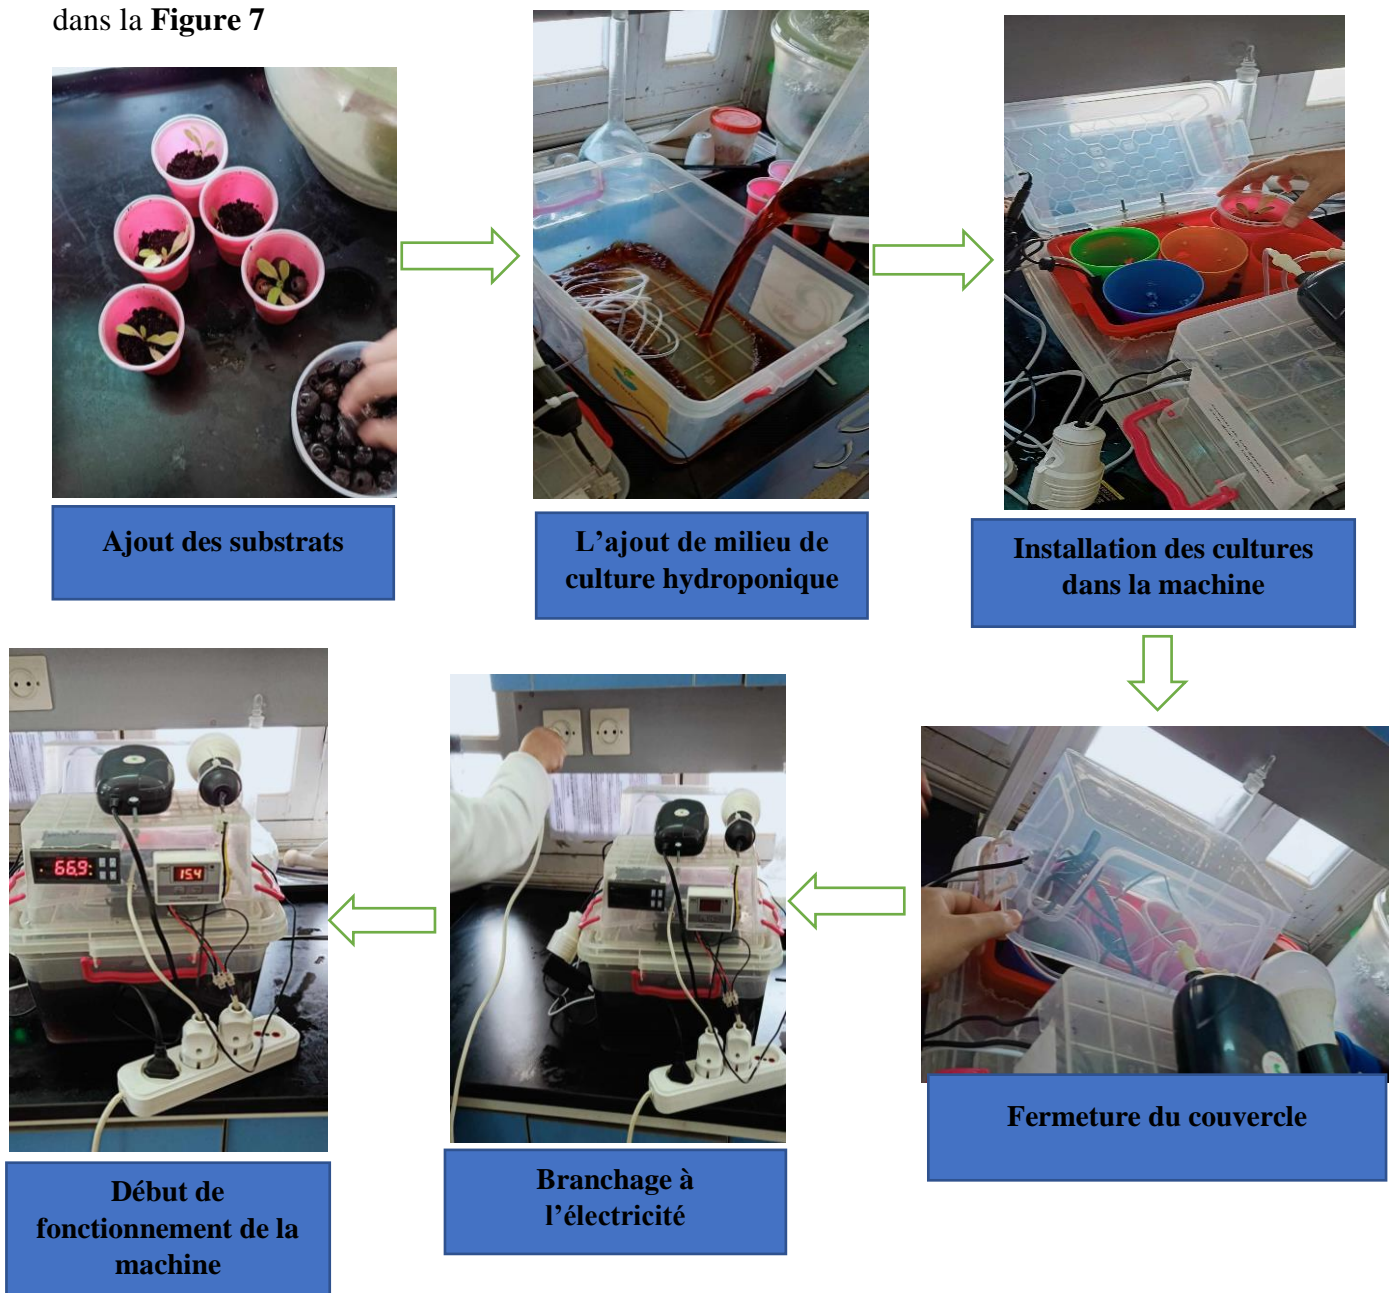 dans la Figure 7
Ajout des substrats
L’ajout de milieu de
culture hydroponique
Installation des cultures
dans la machine
Fermeture du couvercle
Branchage à
l’électricité
66,9
15.4
Début de
fonctionnement de la
machine